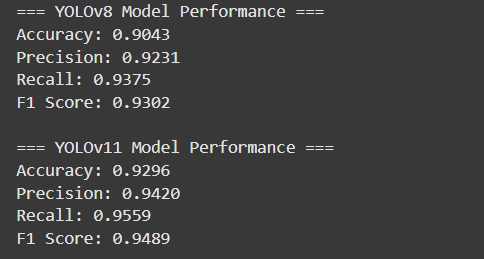 === YOLOv8 Model Performance ===
Accuracy: 0.9043
Precision: 0.9231
Recall: 0.9375
F1 Score: 0.9302
=== YOLOv11 Model Performance ===
Accuracy: 0.9296
Precision: 0.9420
Recall: 0.9559
F1 Score: 0.9489